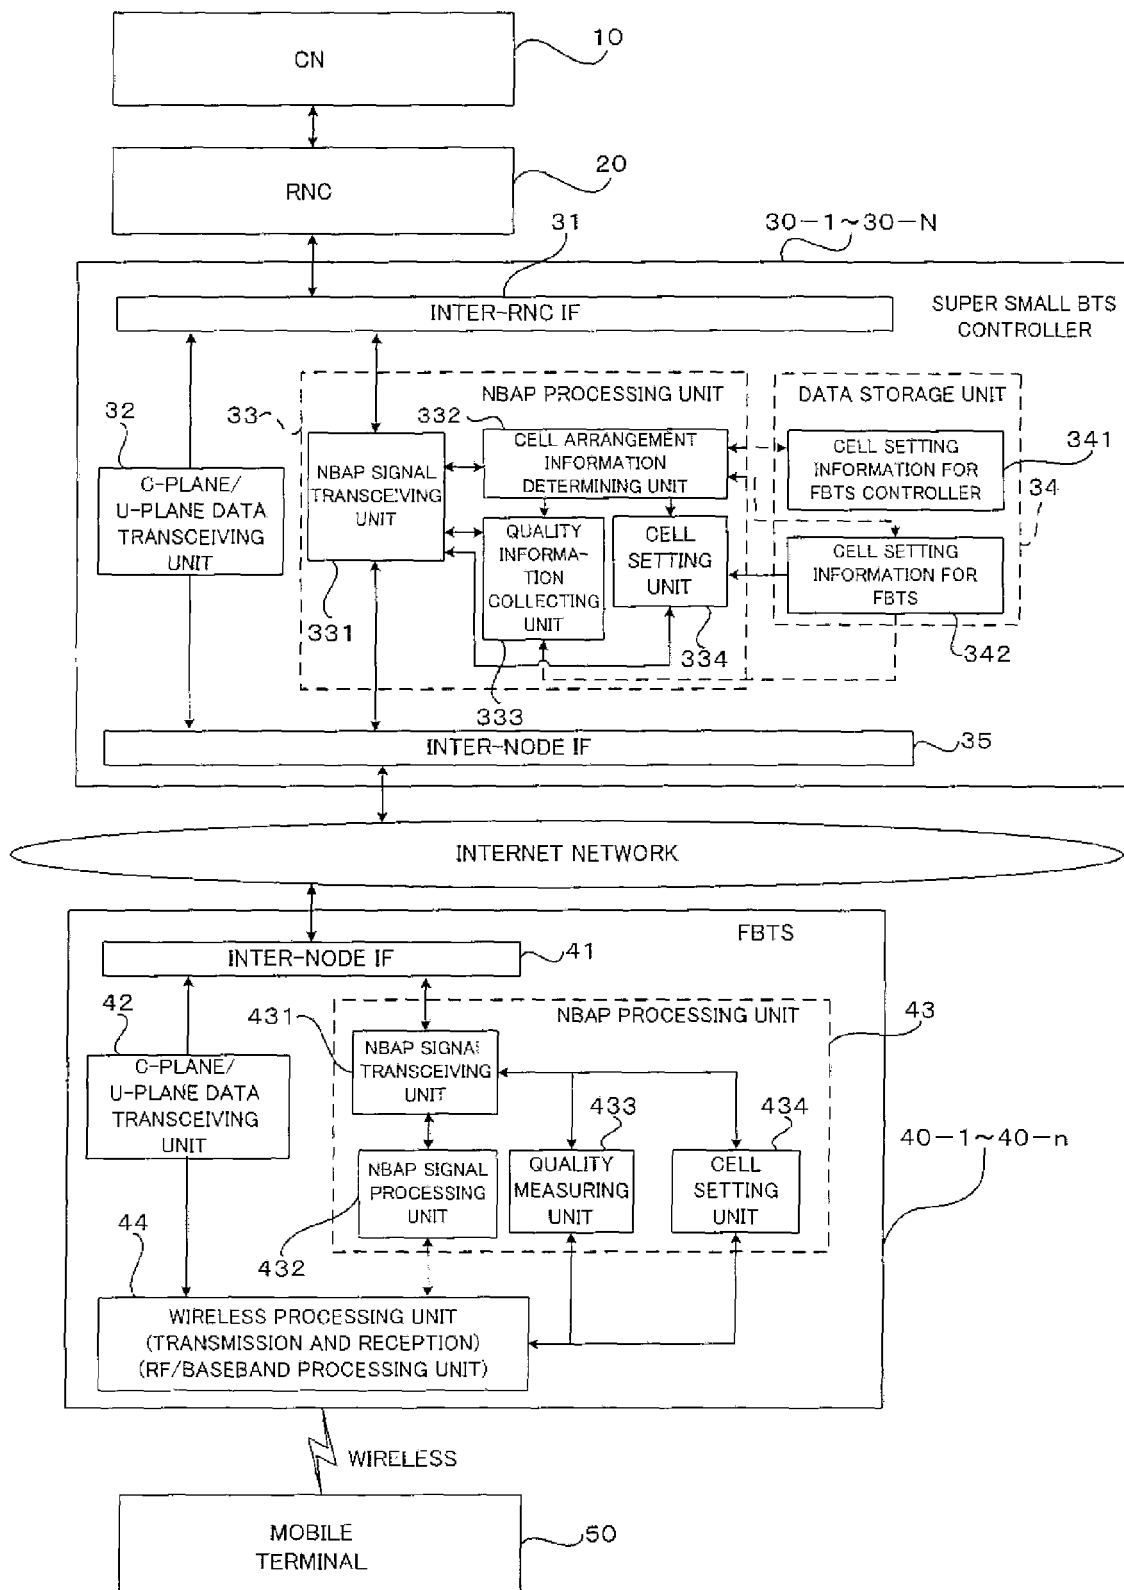 CN
10
RNC
20
30-1~30-N
31
INTER-RNC IF
SUPER SMALL BTS
CONTROLLER
NBAP PROCESSING UNIT
DATA STORAGE UNIT
32
33
332
C-PLANE/
U-PLANE DATA
TRANSCEIVING
UNIT
NBAP SIGNAL
TRANSCEIVING
UNIT
CELL ARRANGEMENT
INFORMATION
DETERMINING UNIT
CELL SETTING
INFORMATION FOR
FBTS CONTROLLER
341
34
QUALITY
INFORMA-
TION
COLLECTING
UNIT
CELL
SETTING
UNIT
CELL SETTING
INFORMATION FOR
FBTS
331
334
342
333
INTER-NODE IF
35
INTERNET NETWORK
FBTS
INTER-NODE IF
41
42
431
NBAP PROCESSING UNIT
43
C-PLANE/
U-PLANE DATA
TRANSCEIVING
UNIT
NBAP SIGNAL
TRANSCEIVING
UNIT
433
434
40-1~40-n
NBAP SIGNAL
PROCESSING
UNIT
QUALITY
MEASURING
UNIT
CELL
SETTING
UNIT
44
432
WIRELESS PROCESSING UNIT
(TRANSMISSION AND RECEPTION)
(RF/BASEBAND PROCESSING UNIT)
WIRELESS
MOBILE
TERMINAL
50